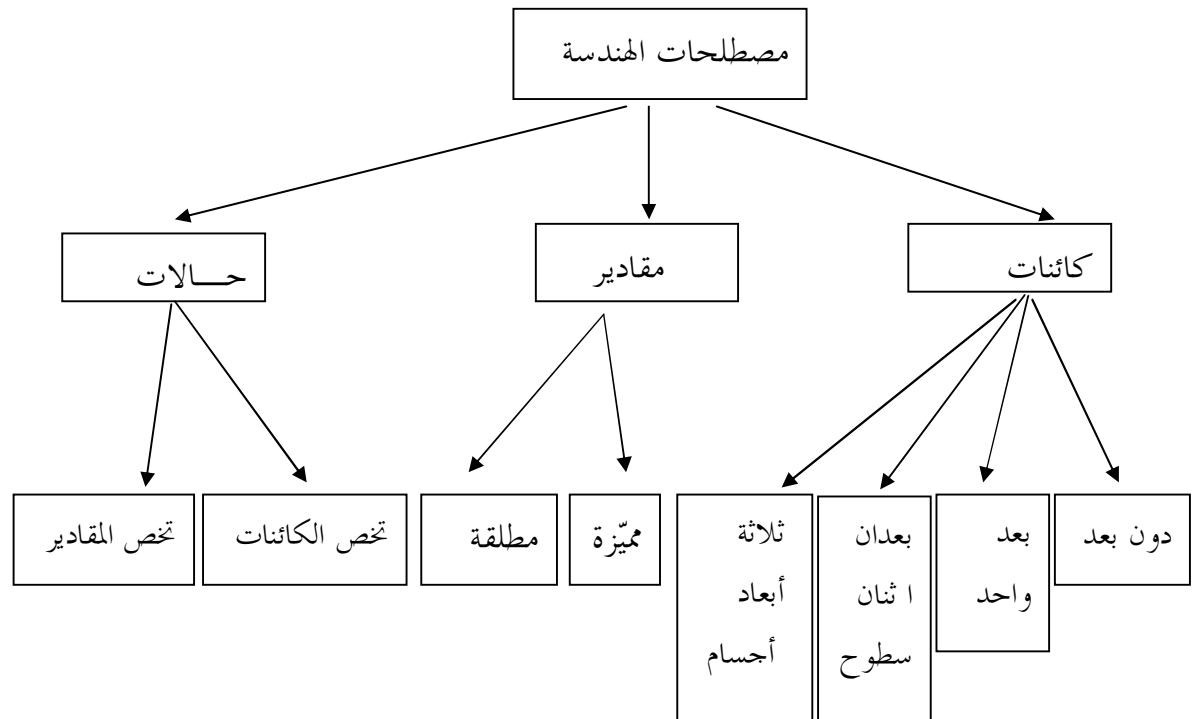 مصطلحات الهندسة
كائنات
مقادير
حـــالات
دون بعد
بعد
واحد
بعدان
ا ثنان
سطوح
ثلاثة
أبعاد
أجسام
مميّزة
مطلقة
تخص الكائنات
تخص المقادير